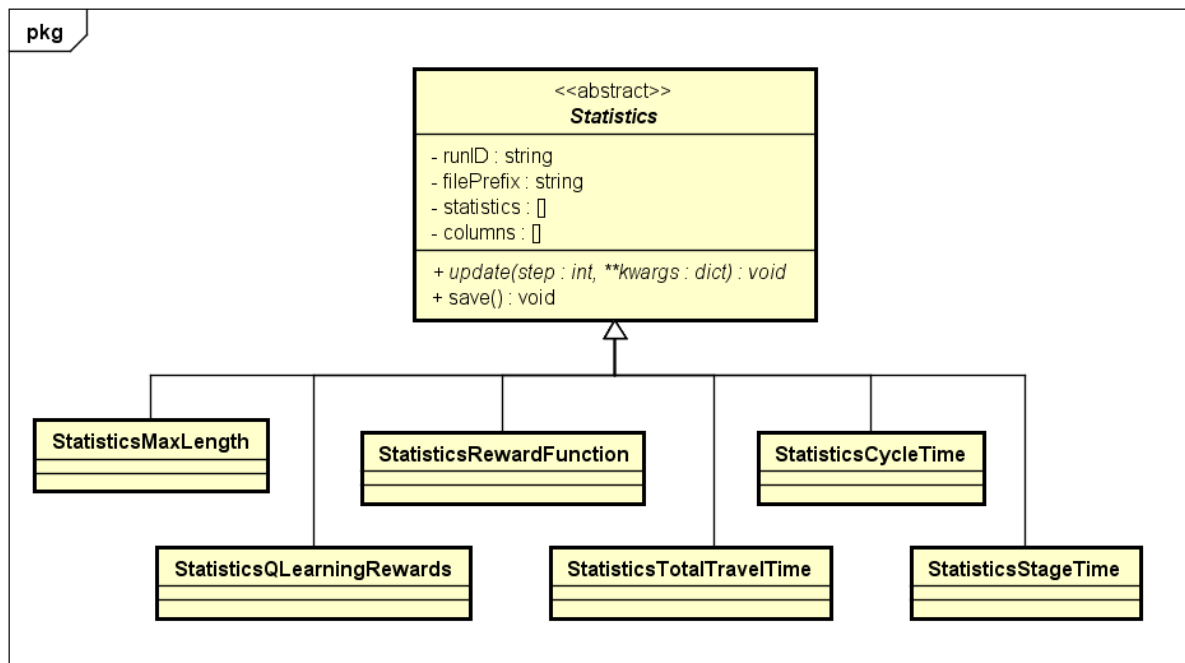 pkg
<<abstract>>
Statistics
- runID : string
- filePrefix : string
- statistics : []
- columns : []
+ update(step : int, **kwargs : dict) : void
+ save() : void
StatisticsMaxLength
StatisticsRewardFunction
StatisticsCycleTime
StatisticsQLearningRewards
StatisticsTotalTravelTime
StatisticsStageTime